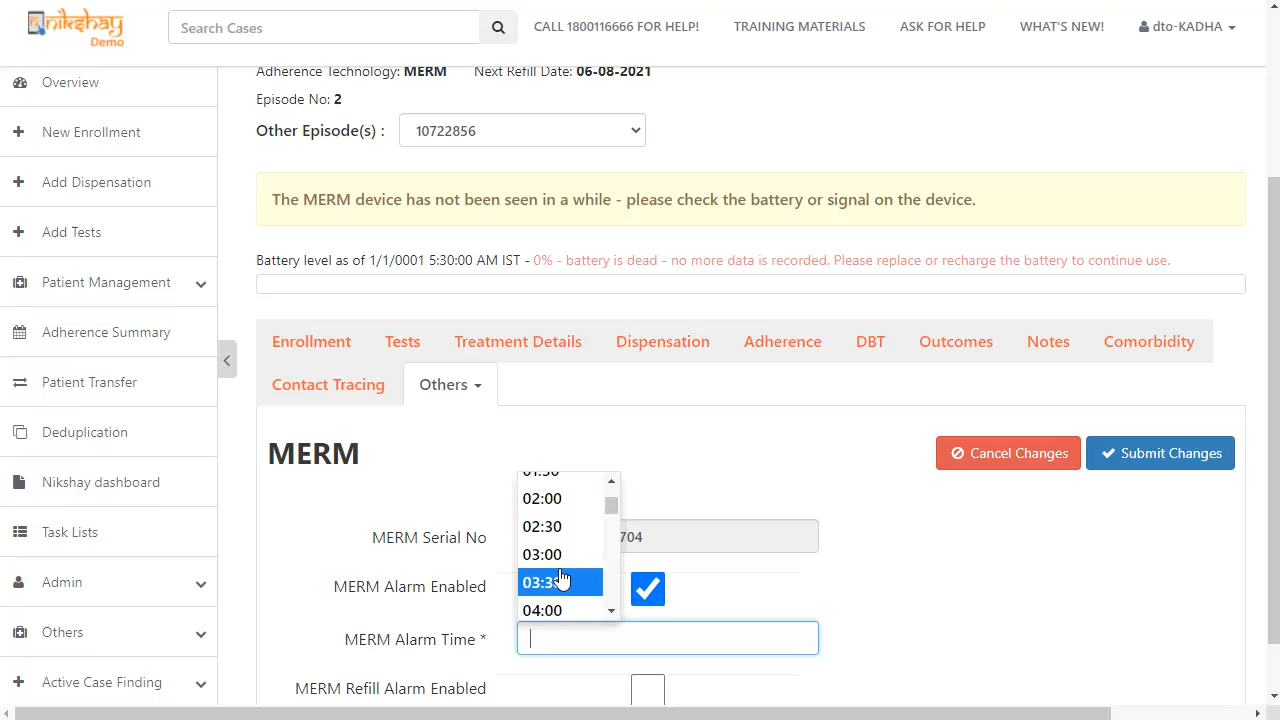 nikshay
Demo
Search Cases
CALL 1800116666 FOR HELP!
TRAINING MATERIALS
ASK FOR HELP
WHAT'S NEW!
dto-KADHA
Overview
New Enrollment
Add Dispensation
Add Tests
Patient Management
Adherence Summary
Patient Transfer
Deduplication
Nikshay dashboard
Task Lists
Admin
Others
Active Case Finding
Adherence Technology: MERM Next Refill Date: 06-08-2021
Episode No: 2
Other Episode(s) : 10722856
The MERM device has not been seen in a while - please check the battery or signal on the device.
Battery level as of 1/1/0001 5:30:00 AM IST - 0% - battery is dead - no more data is recorded. Please replace or recharge the battery to continue use.
Enrollment Tests Treatment Details Dispensation Adherence DBT Outcomes Notes Comorbidity
Contact Tracing Others
MERM
Cancel Changes
Submit Changes
01:30
02:00
02:30
03:00
03:30
04:00
MERM Serial No 704
MERM Alarm Enabled
MERM Alarm Time *
MERM Refill Alarm Enabled